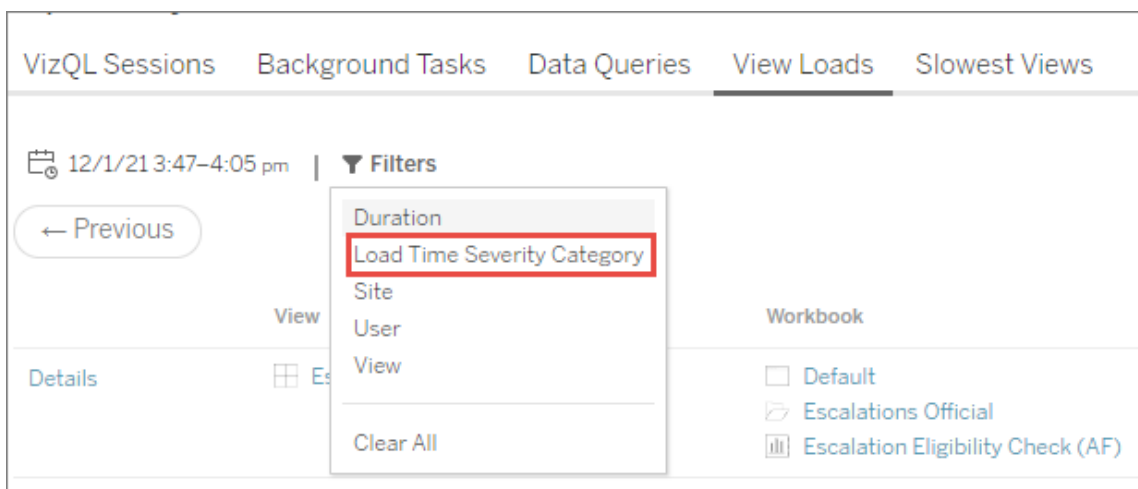 VizQL Sessions Background Tasks Data Queries View Loads Slowest Views
12/1/21 3:47–4:05 pm | Filters
← Previous
Duration
Load Time Severity Category
Site
User
View
Clear All
View Workbook
Details Default
Escalations Official
Escalation Eligibility Check (AF)